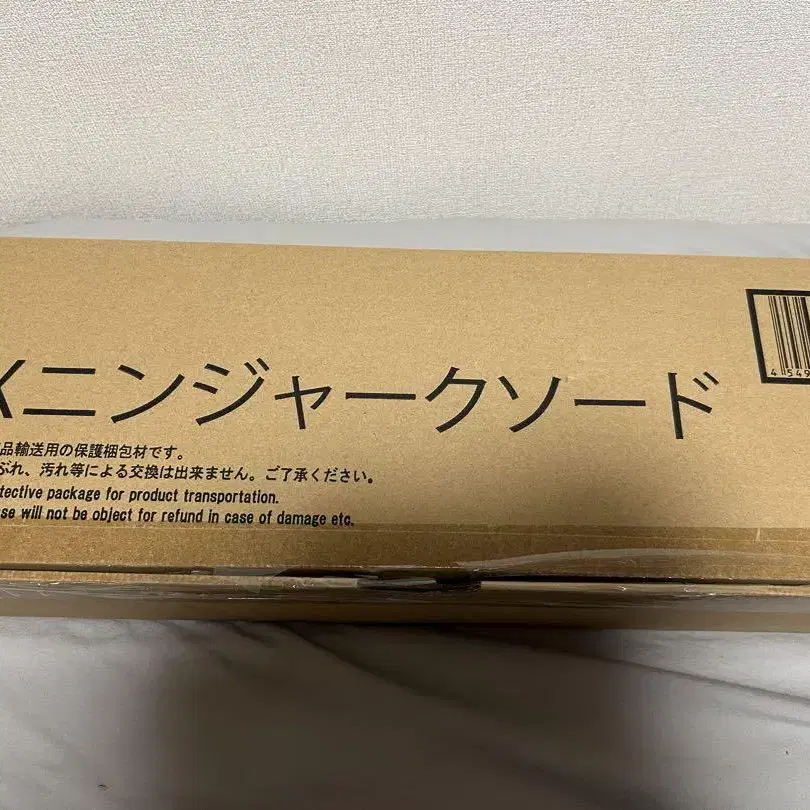 Xニンジャークソード
品輸送用の保護梱包材です。
ぶれ、汚れ等による交換は出来ません。ご了承ください。
tective package for product transportation.
se will not be object for refund in case of damage etc.
4 549